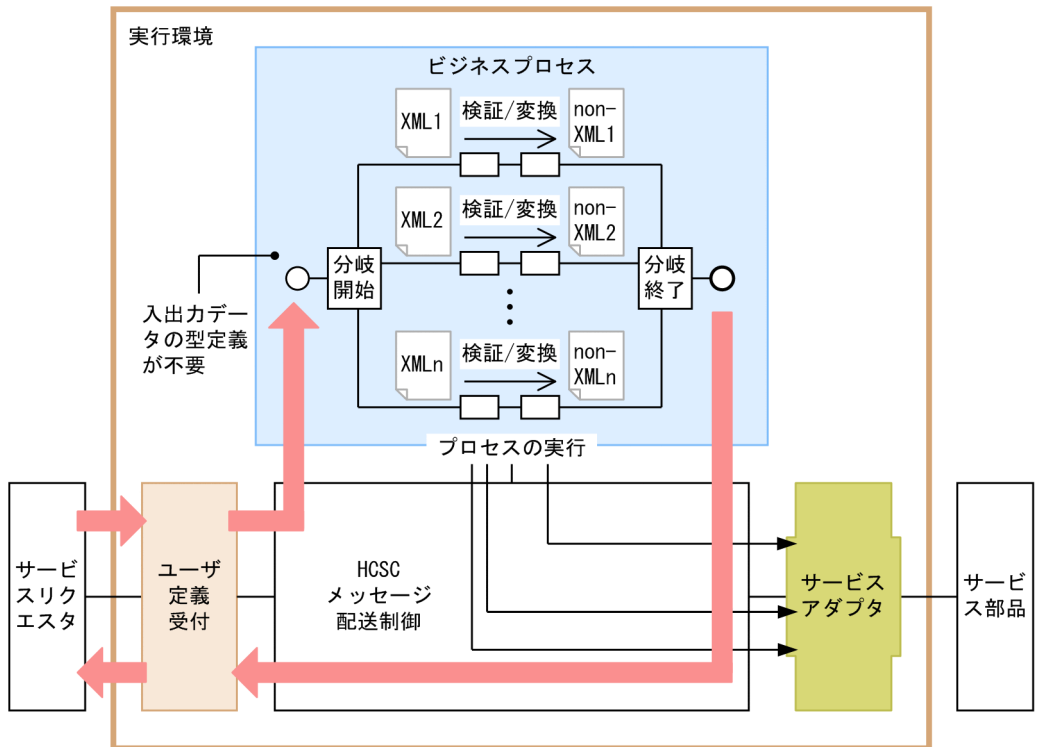 実行環境
ビジネスプロセス
XML1
検証/変換
non-
XML1
XML2
検証/変換
non-
XML2
分岐
開始
分岐
終了
入出力デー
タの型定義
が不要
XMLn
検証/変換
non-
XMLn
プロセスの実行
サービ
スリク
エスタ
ユーザ
定義
受付
HCSC
メッセージ
配送制御
サービス
アダプタ
サービ
ス部品